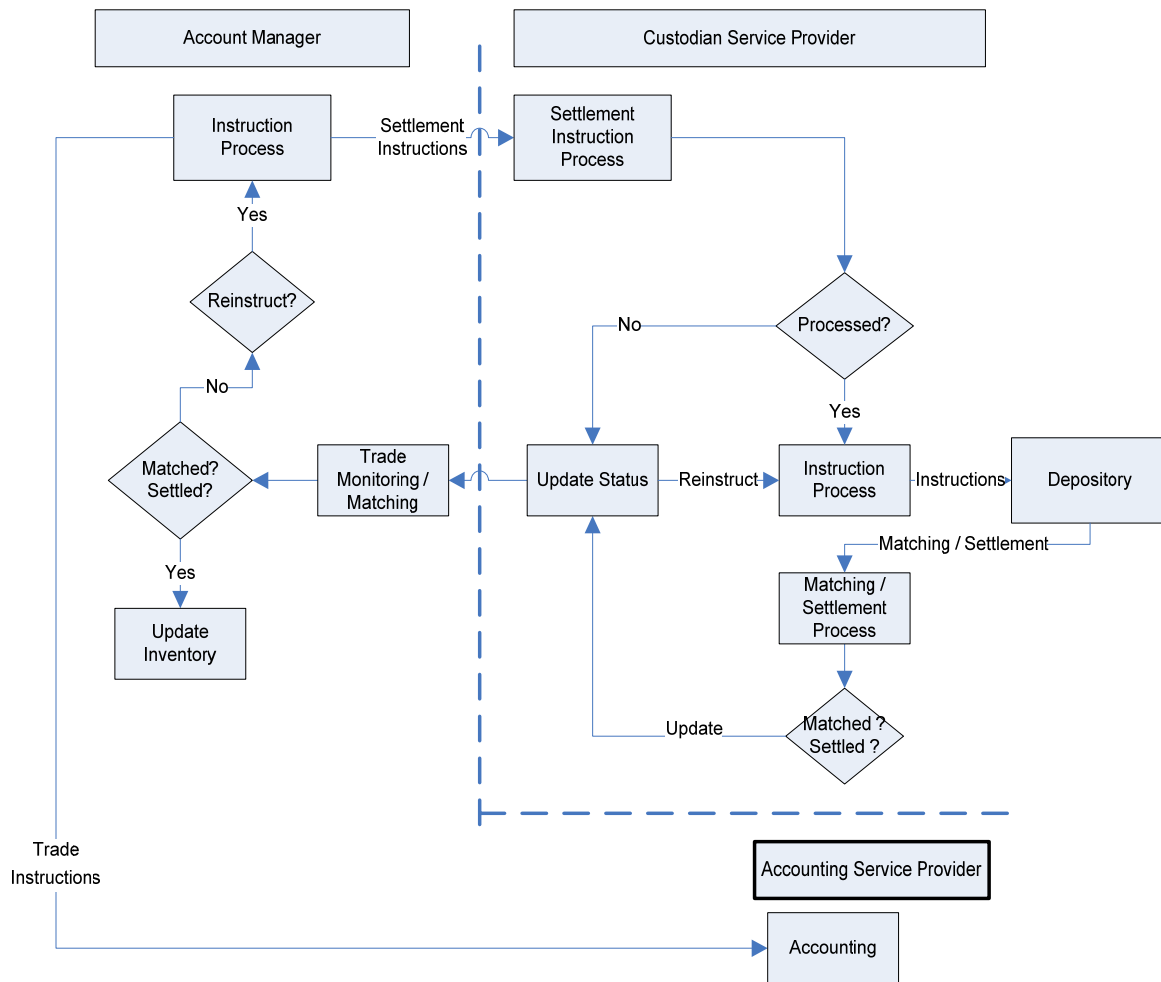 Account Manager
Custodian Service Provider
Instruction
Process
Settlement
Instructions
Settlement
Instruction
Process
Yes
Reinstruct?
No
Processed?
No
Yes
Matched?
Settled?
Trade
Monitoring /
Matching
Update Status
Reinstruct
Instruction
Process
Instructions
Depository
Matching / Settlement
Yes
Matching /
Settlement
Process
Update
Inventory
Update
Matched ?
Settled ?
Trade
Instructions
Accounting Service Provider
Accounting